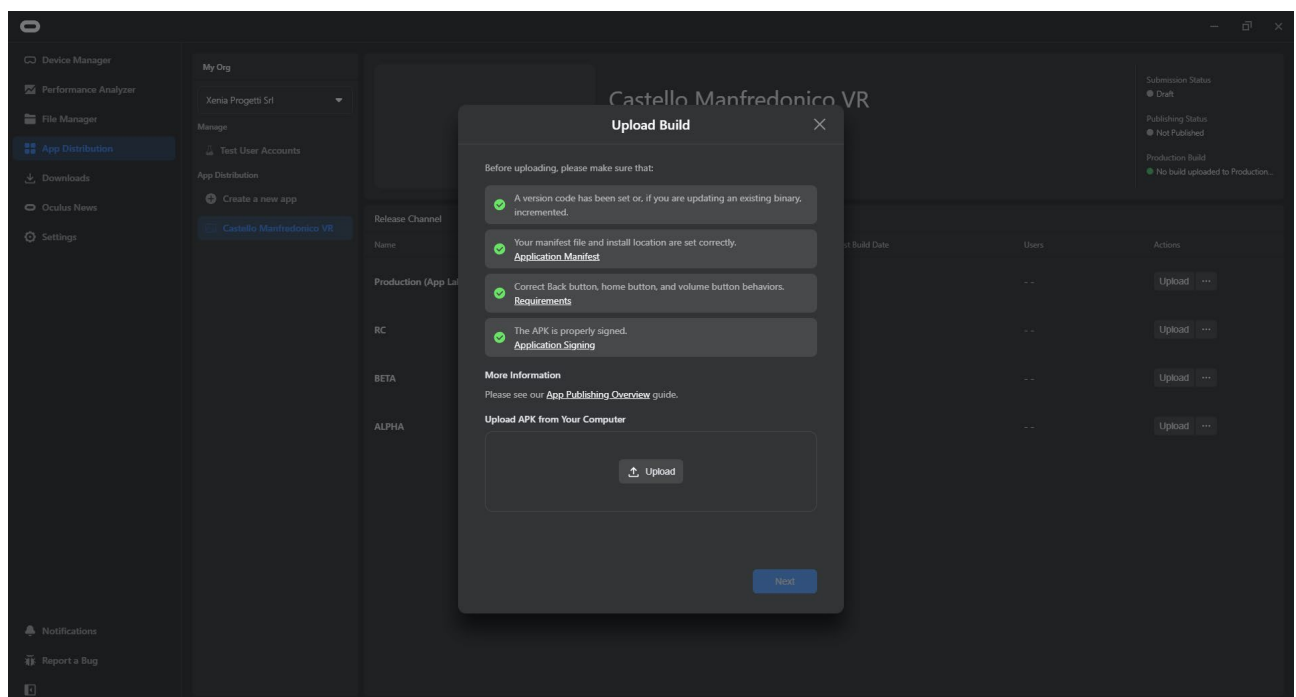 Device Manager
Performance Analyzer
File Manager
App Distribution
Downloads
Oculus News
Settings
Notifications
Report a Bug
My Org
Xenia Progetti Srl
Manage
Test User Accounts
App Distribution
Create a new app
Castello Manfredonico VR
Castello Manfredonico VR
Submission Status
Draft
Publishing Status
Not Published
Production Build
No build uploaded to Production...
Release Channel
Name
st Build Date
Users
Actions
Production (App La
- -
Upload
RC
- -
Upload
BETA
- -
Upload
ALPHA
- -
Upload
Upload Build
Before uploading, please make sure that:
A version code has been set or, if you are updating an existing binary,
incremented.
Your manifest file and install location are set correctly.
Application Manifest
Correct Back button, home button, and volume button behaviors.
Requirements
The APK is properly signed.
Application Signing
More Information
Please see our App Publishing Overview guide.
Upload APK from Your Computer
Upload
Next